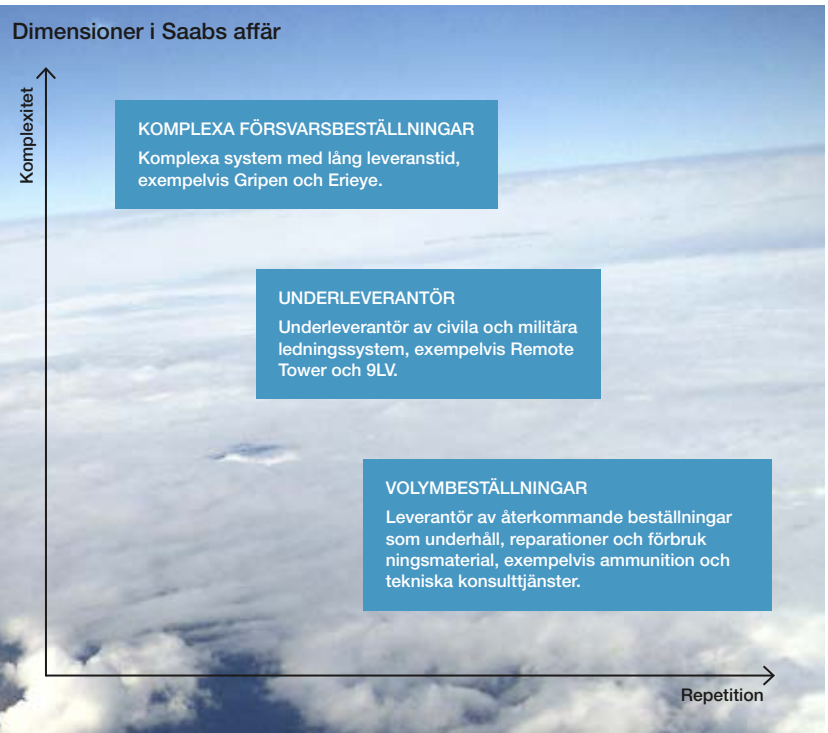 Dimensioner i Saabs affär
Komplexitet
KOMPLEXA FÖRSVARSBESTÄLLNINGAR
Komplexa system med lång leveranstid,
exempelvis Gripen och Erieye.
UNDERLEVERANTÖR
Underleverantör av civila och militära
ledningssystem, exempelvis Remote
Tower och 9LV.
VOLYMBESTÄLLNINGAR
Leverantör av återkommande beställningar
som underhåll, reparationer och förbruk
ningsmaterial, exempelvis ammunition och
tekniska konsulttjänster.
Repetition